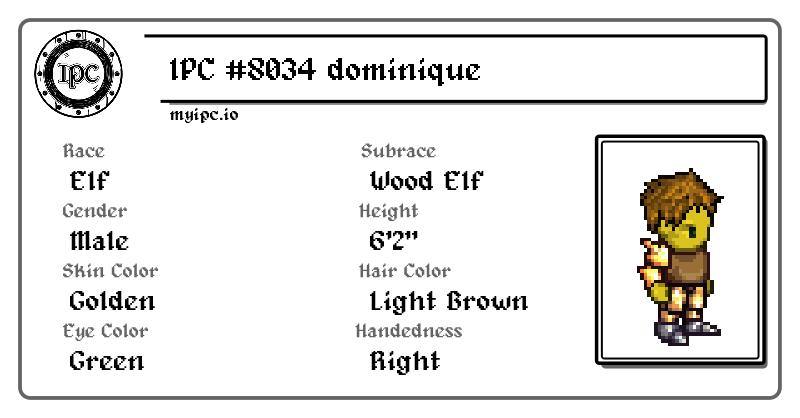 IPC
IPC #8034 dominique
myipc.io
Race
Elf
Subrace
Wood Elf
Gender
Male
Height
6'2"
Skin Color
Golden
Hair Color
Light Brown
Eye Color
Green
Handedness
Right